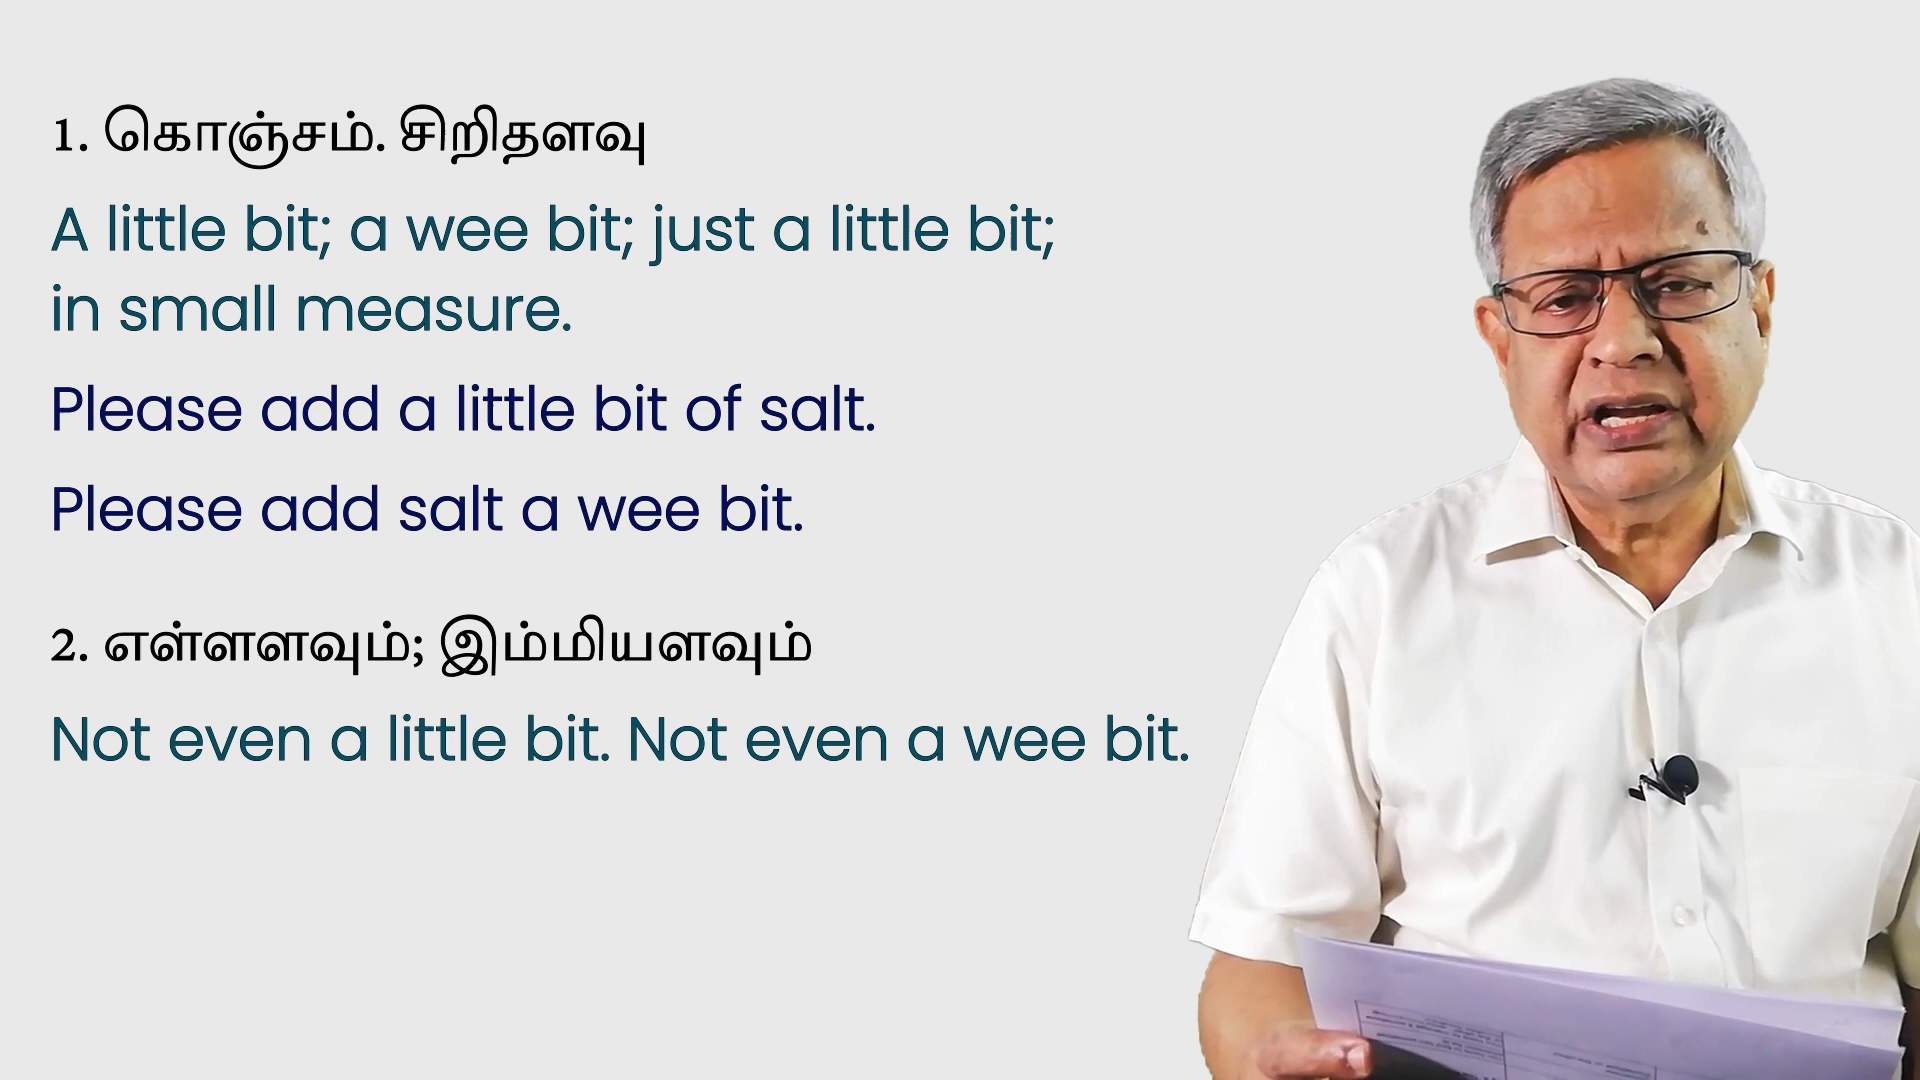 1. கொஞ்சம். சிறிதளவு
A little bit; a wee bit; just a little bit;
in small measure.
Please add a little bit of salt.
Please add salt a wee bit.
2. எள்ளளவும்; இம்மியளவும்
Not even a little bit. Not even a wee bit.